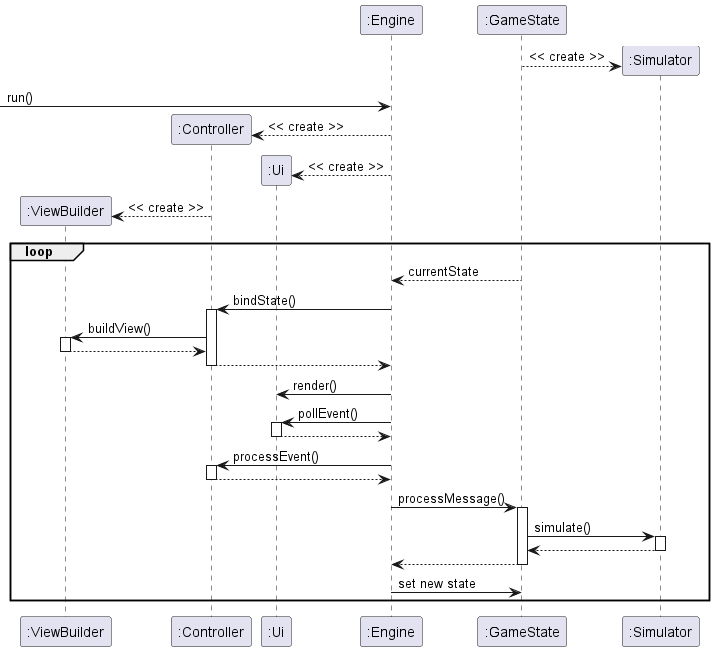 :Engine
:GameState
<< create >>
:Simulator
run()
:Controller
<< create >>
:Ui
<< create >>
:ViewBuilder
<< create >>
loop
currentState
bindState()
buildView()
render()
pollEvent()
processEvent()
processMessage()
simulate()
set new state
:ViewBuilder
:Controller
:Ui
:Engine
:GameState
:Simulator